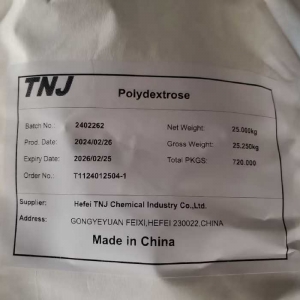 TNJ
Polydextrose
Batch No.: 2402262 Net Weight: 25.000kg
Prod. Date: 2024/02/26 Gross Weight: 25.250kg
Expiry Date: 2026/02/25 Total PKGS: 720.000
Order No.: T1124012504-1
Supplier: Hefei TNJ Chemical Industry Co.,Ltd.
Address: GONGYEYUAN FEIXI,HEFEI 230022,CHINA
Made in China